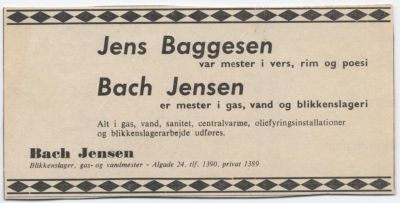 Jens Baggesen
var mester i vers, rim og poesi
Bach Jensen
er mester i gas, vand og blikkenslageri
Alt i gas, vand, sanitet, centralvarme, oliefyringsinstallationer
og blikkenslagerarbejde udføres.
Bach Jensen
Blikkenslager, gas- og vandmester - Algade 24, tlf. 1390, privat 1389